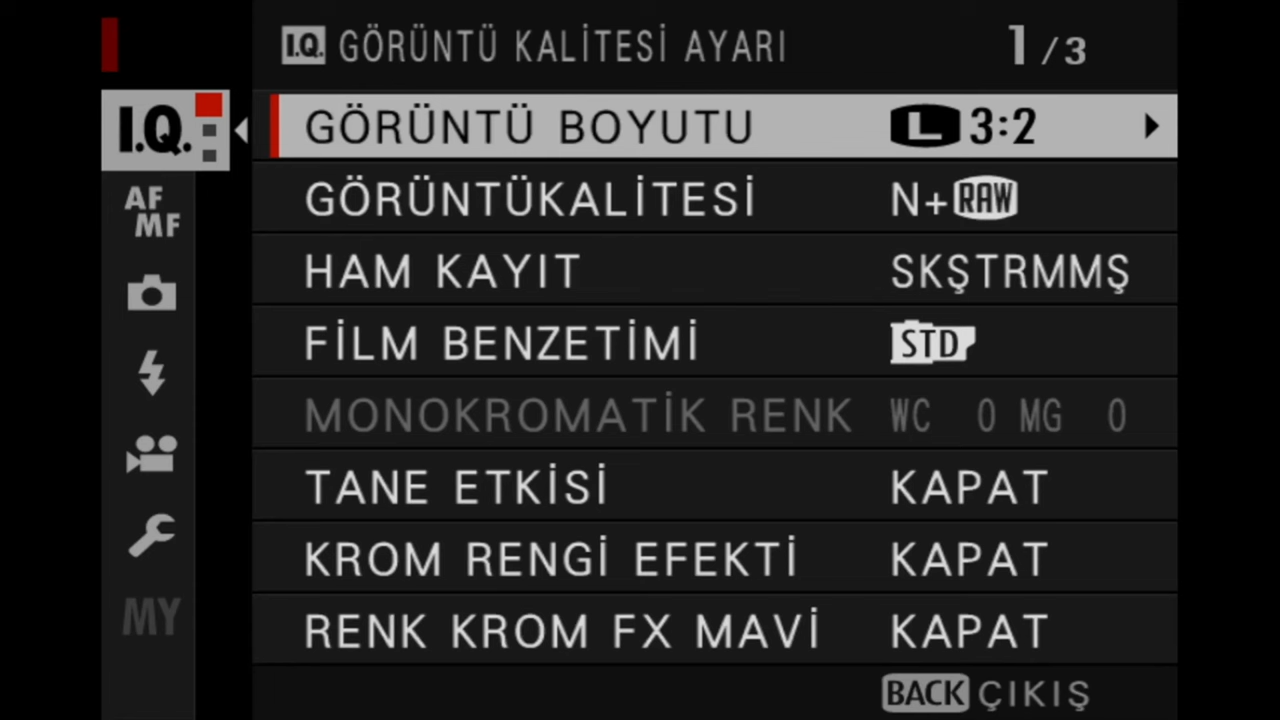 I.Q. GÖRÜNTÜ KALİTESİ AYARI 1/3
I.Q.
GÖRÜNTÜ BOYUTU L 3:2
GÖRÜNTÜKALİTESİ N+RAW
AF
MF
HAM KAYIT SKŞTRMMŞ
FİLM BENZETİMİ STD
MONOKROMATİK RENK WC 0 MG 0
TANE ETKİSİ KAPAT
KROM RENGİ EFEKTİ KAPAT
MY
RENK KROM FX MAVİ KAPAT
BACK ÇIKIŞ